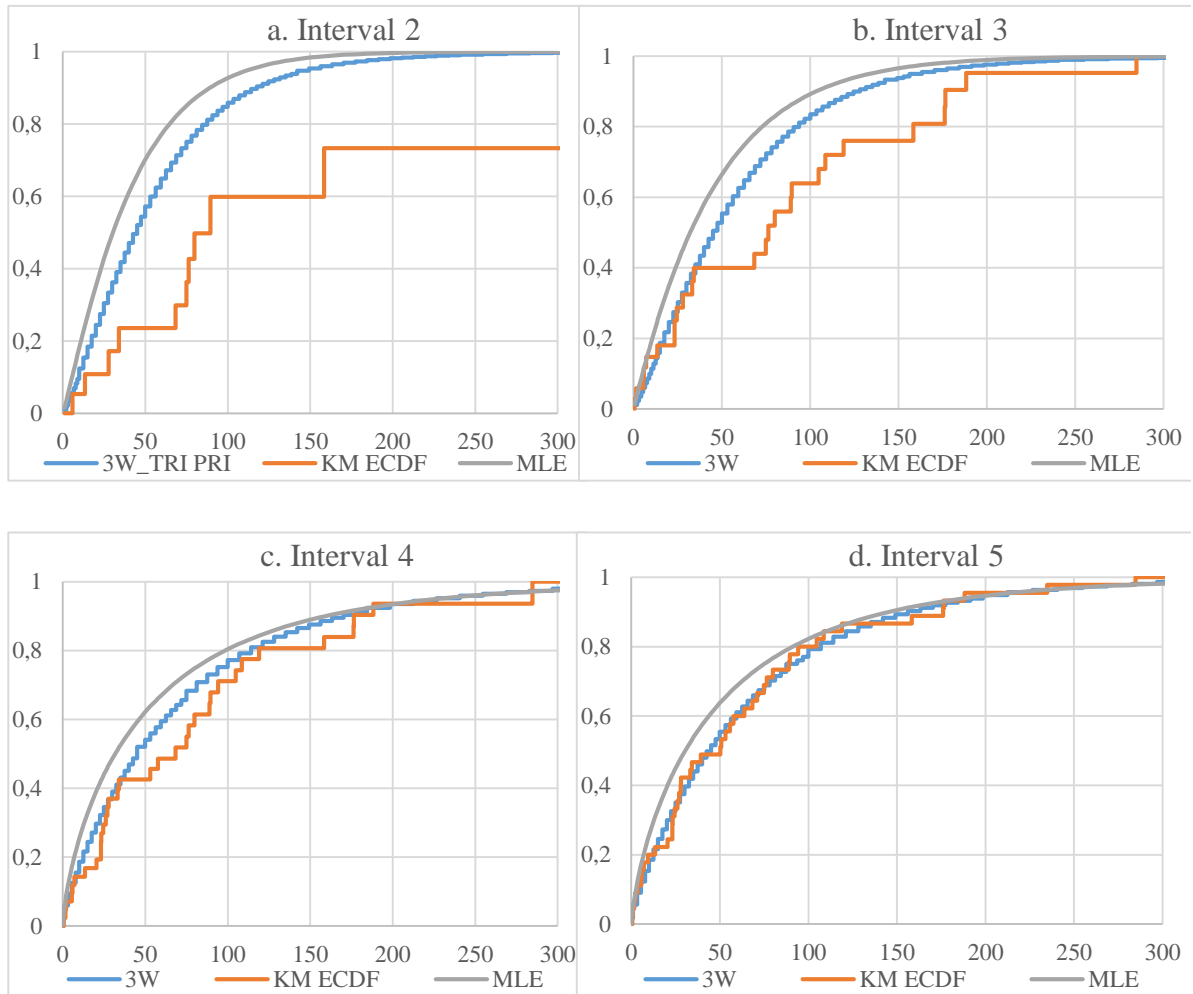 a. Interval 2
1
0,8
0,6
0,4
0,2
0
0 50 100 150 200 250 300
3W_TRI PRI KM ECDF MLE
b. Interval 3
1
0,8
0,6
0,4
0,2
0
0 50 100 150 200 250 300
3W KM ECDF MLE
c. Interval 4
1
0,8
0,6
0,4
0,2
0
0 50 100 150 200 250 300
3W KM ECDF MLE
d. Interval 5
1
0,8
0,6
0,4
0,2
0
0 50 100 150 200 250 300
3W KM ECDF MLE